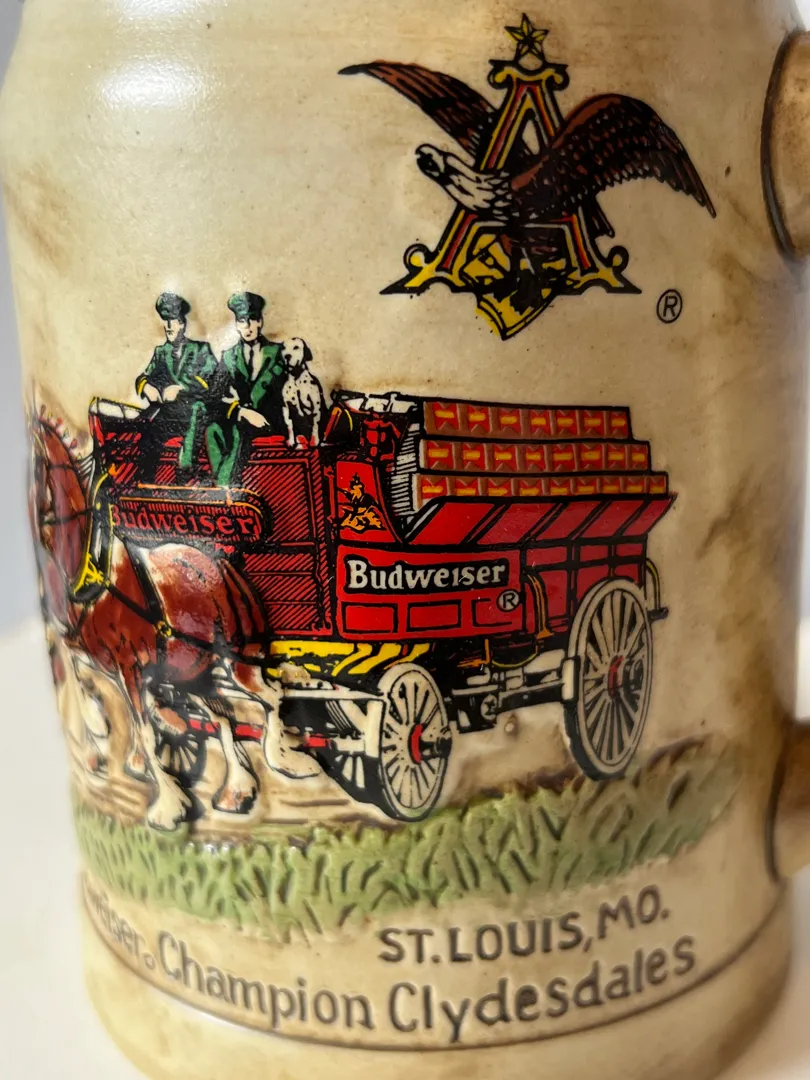 ®
Budweiser
Budweiser
®
ST. LOUIS, MO.
Champion Clydesdales